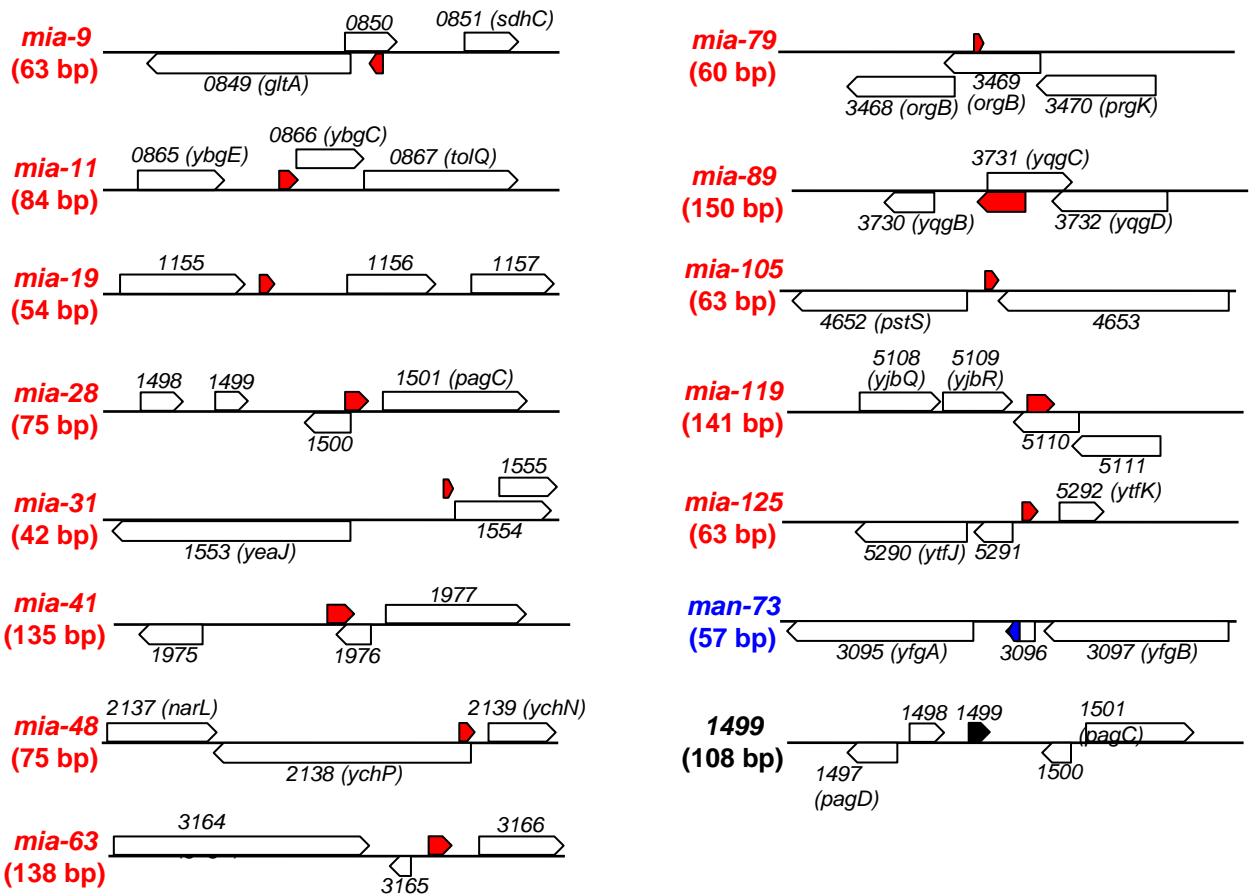 mia-9
(63 bp)
0850
0851 (sdhC)
0849 (gltA)
mia-11
(84 bp)
0865 (ybgE)
0866 (ybgC)
0867 (tolQ)
mia-19
(54 bp)
1155
1156
1157
mia-28
(75 bp)
1498
1499
1501 (pagC)
1500
mia-31
(42 bp)
1555
1553 (yeaJ)
1554
mia-41
(135 bp)
1977
1975
1976
mia-48
(75 bp)
2137 (narL)
2139 (ychN)
2138 (ychP)
mia-63
(138 bp)
3164
3166
3165
mia-79
(60 bp)
3468 (orgB)
3469
(orgB)
3470 (prgK)
mia-89
(150 bp)
3731 (yqgC)
3730 (yqgB)
3732 (yqgD)
mia-105
(63 bp)
4652 (pstS)
4653
mia-119
(141 bp)
5108
(yjbQ)
5109
(yjbR)
5110
5111
mia-125
(63 bp)
5292 (ytfK)
5290 (ytfJ)
5291
man-73
(57 bp)
3095 (yfgA)
3096
3097 (yfgB)
1499
(108 bp)
1498
1499
1501
(pagC)
1497
(pagD)
1500